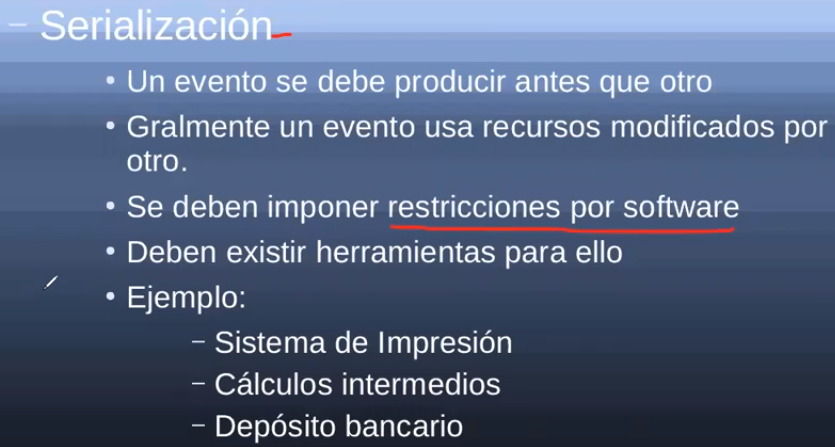 – Serialización
• Un evento se debe producir antes que otro
• Gralmente un evento usa recursos modificados por
otro.
• Se deben imponer restricciones por software
• Deben existir herramientas para ello
• Ejemplo:
– Sistema de Impresión
– Cálculos intermedios
– Depósito bancario